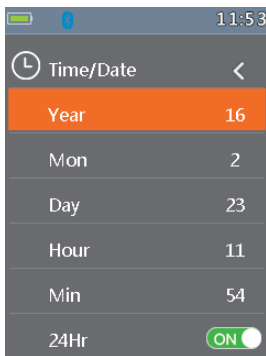 11:53
Time/Date <
Year 16
Mon 2
Day 23
Hour 11
Min 54
24Hr ON